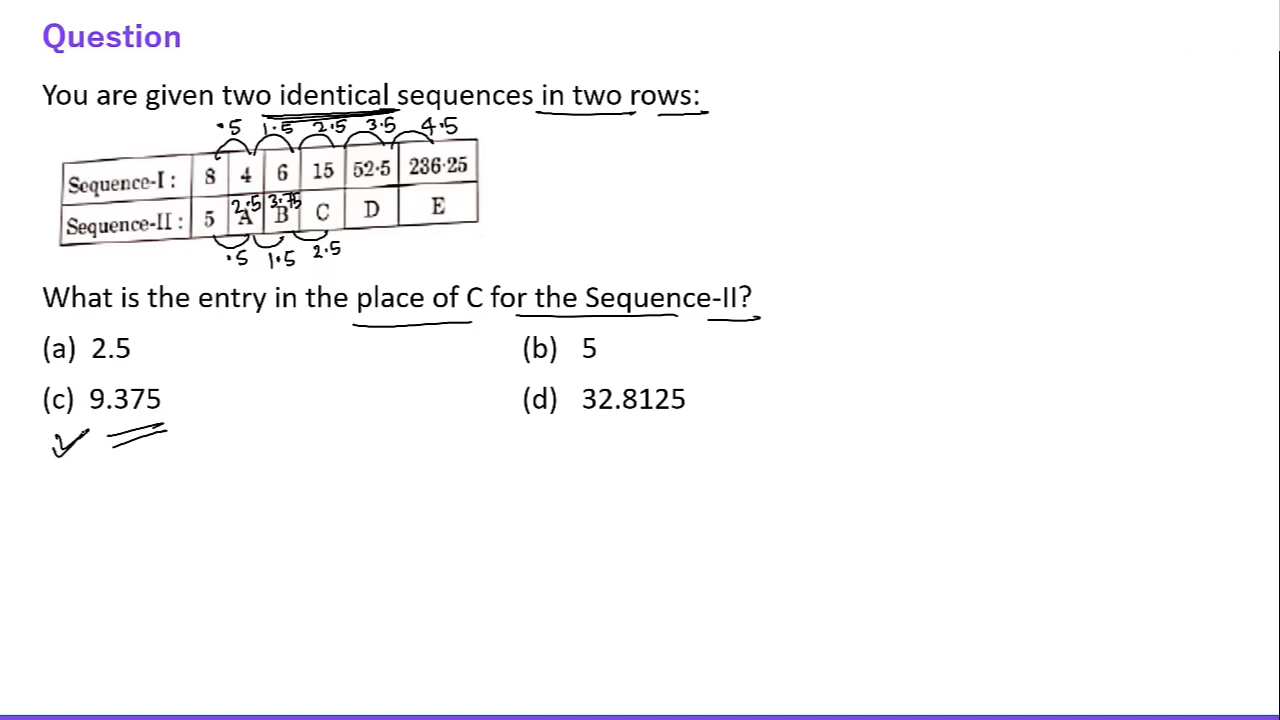 Question
You are given two identical sequences in two rows:
.5 1.5 2.5 3.5 4.5
Sequence-I : 8 4 6 15 52·5 236·25
2.5 3.75
Sequence-II : 5 A B C D E
.5 1.5 2.5
What is the entry in the place of C for the Sequence-II?
(a) 2.5 (b) 5
(c) 9.375 (d) 32.8125